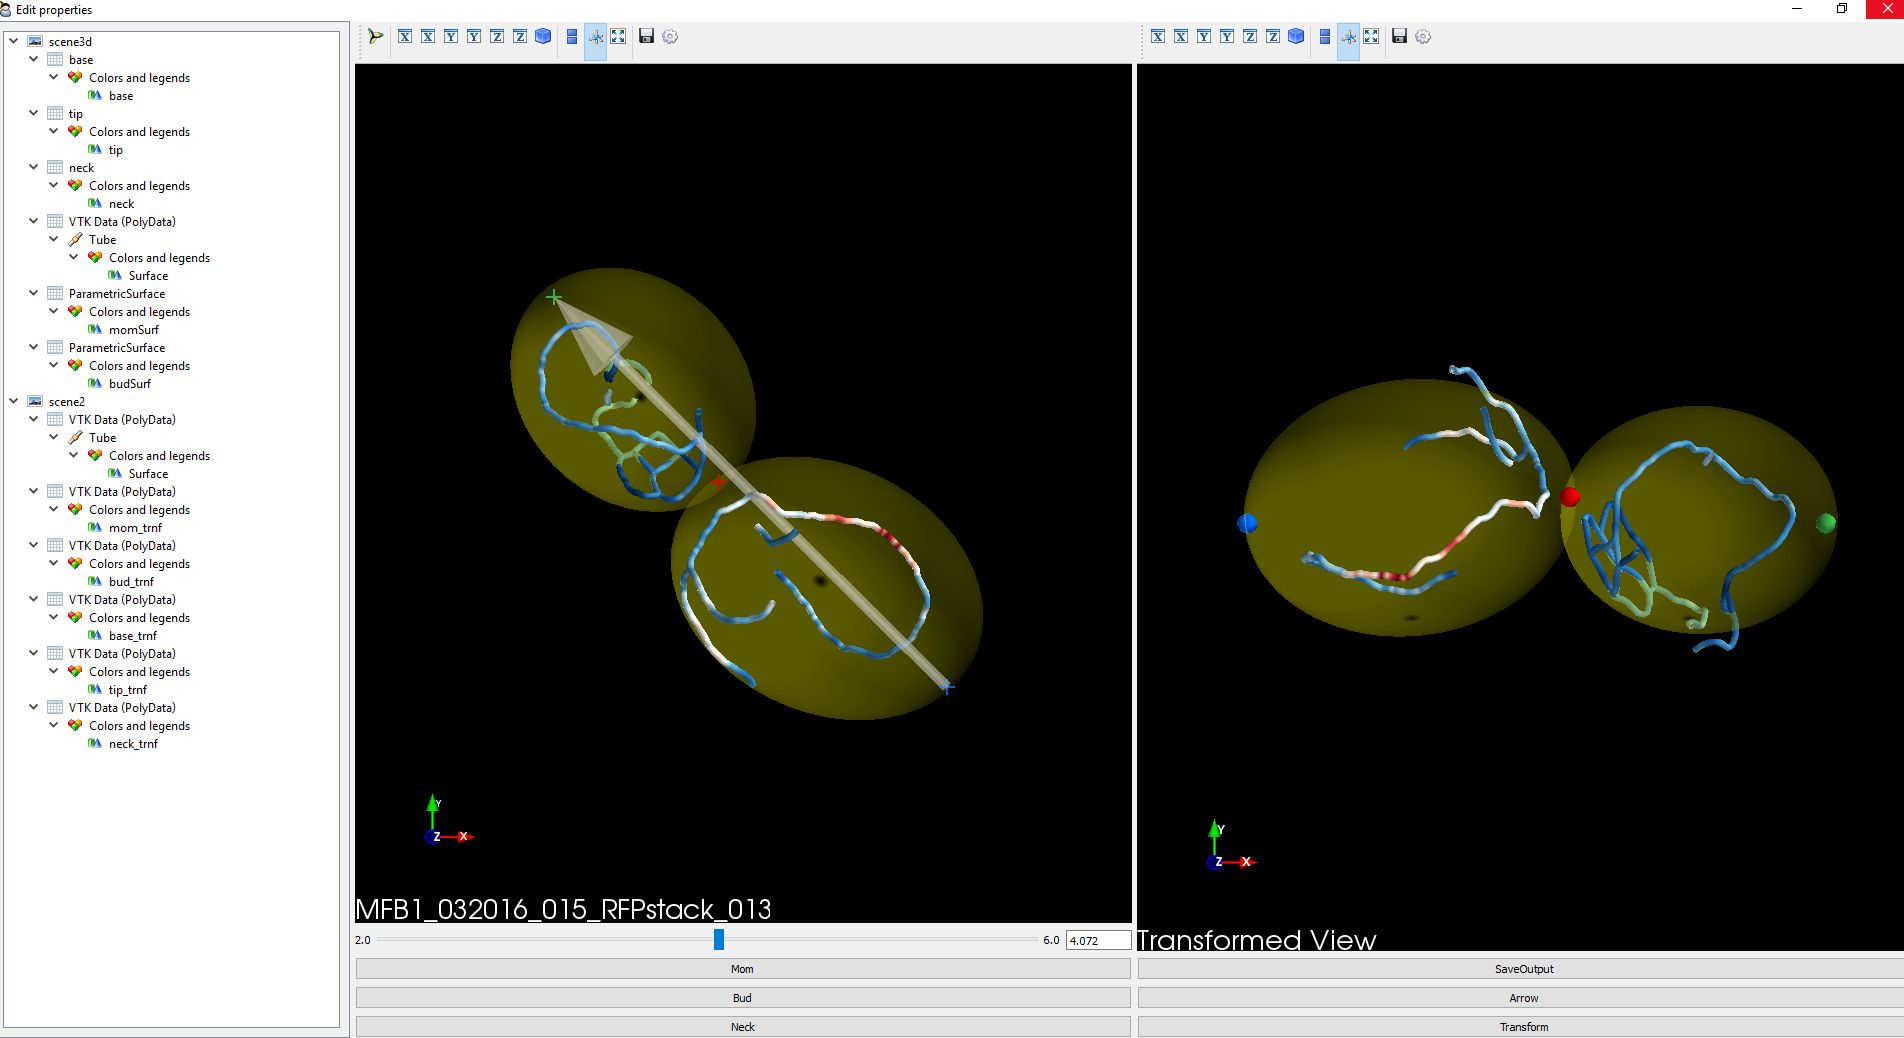 Edit properties
scene3d
base
Colors and legends
base
tip
Colors and legends
tip
neck
Colors and legends
neck
VTK Data (PolyData)
Tube
Colors and legends
Surface
ParametricSurface
Colors and legends
momSurf
ParametricSurface
Colors and legends
budSurf
scene2
VTK Data (PolyData)
Tube
Colors and legends
Surface
VTK Data (PolyData)
Colors and legends
mom_trnf
VTK Data (PolyData)
Colors and legends
bud_trnf
VTK Data (PolyData)
Colors and legends
base_trnf
VTK Data (PolyData)
Colors and legends
tip_trnf
VTK Data (PolyData)
Colors and legends
neck_trnf
X X Y Y Z Z
Y
Z X
MFB1_032016_015_RFPstack_013
2.0 6.0 4.072
Mom
Bud
Neck
X X Y Y Z Z
Y
Z X
Transformed View
SaveOutput
Arrow
Transform